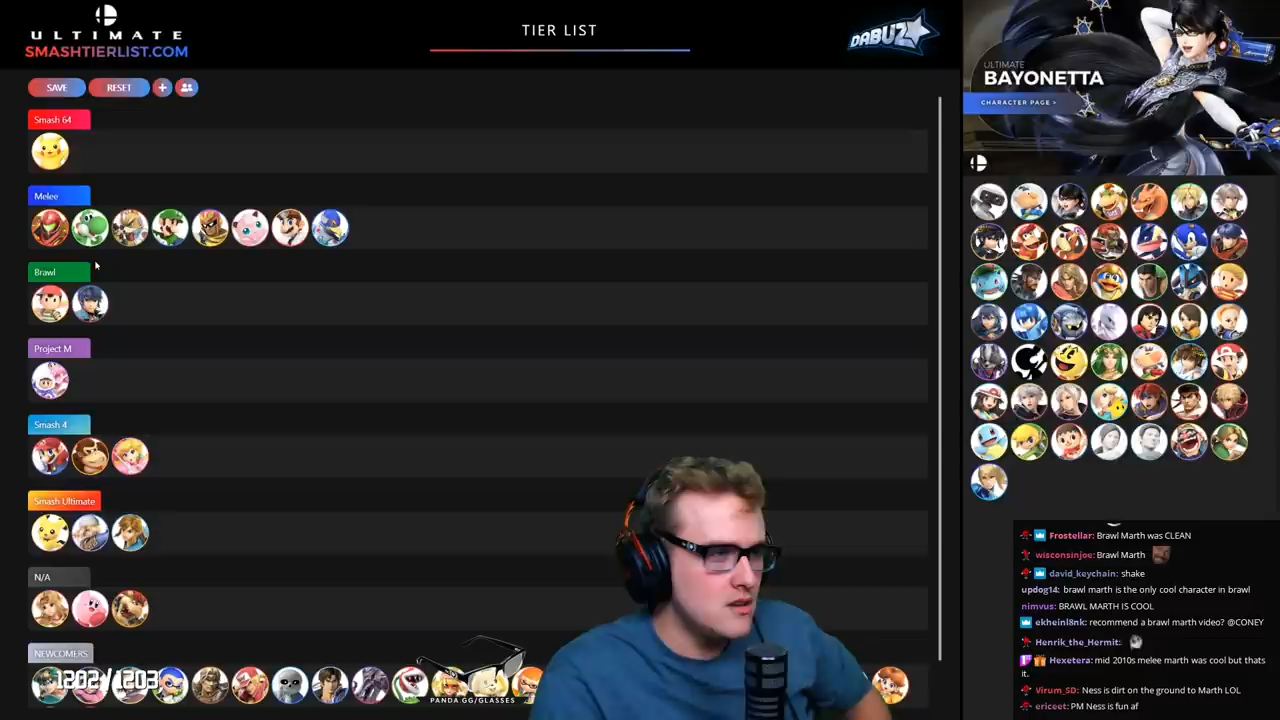 ULTIMATE
SMASHTIERLIST.COM
TIER LIST
DABUZ
SAVE
RESET
+
Smash 64
Melee
Brawl
Project M
Smash 4
Smash Ultimate
N/A
NEWCOMERS
1202/1203
PANDA.GG/GLASSES
ULTIMATE
BAYONETTA
CHARACTER PAGE >
Frostellar: Brawl Marth was CLEAN
wisconsinjoe: Brawl Marth
david_keychain: shake
updog14: brawl marth is the only cool character in brawl
nimvus: BRAWL MARTH IS COOL
ekheinl8nk: recommend a brawl marth video? @CONEY
Henrik_the_Hermit:
Hexetera: mid 2010s melee marth was cool but thats
it.
Virum_SD: Ness is dirt on the ground to Marth LOL
ericeet: PM Ness is fun af